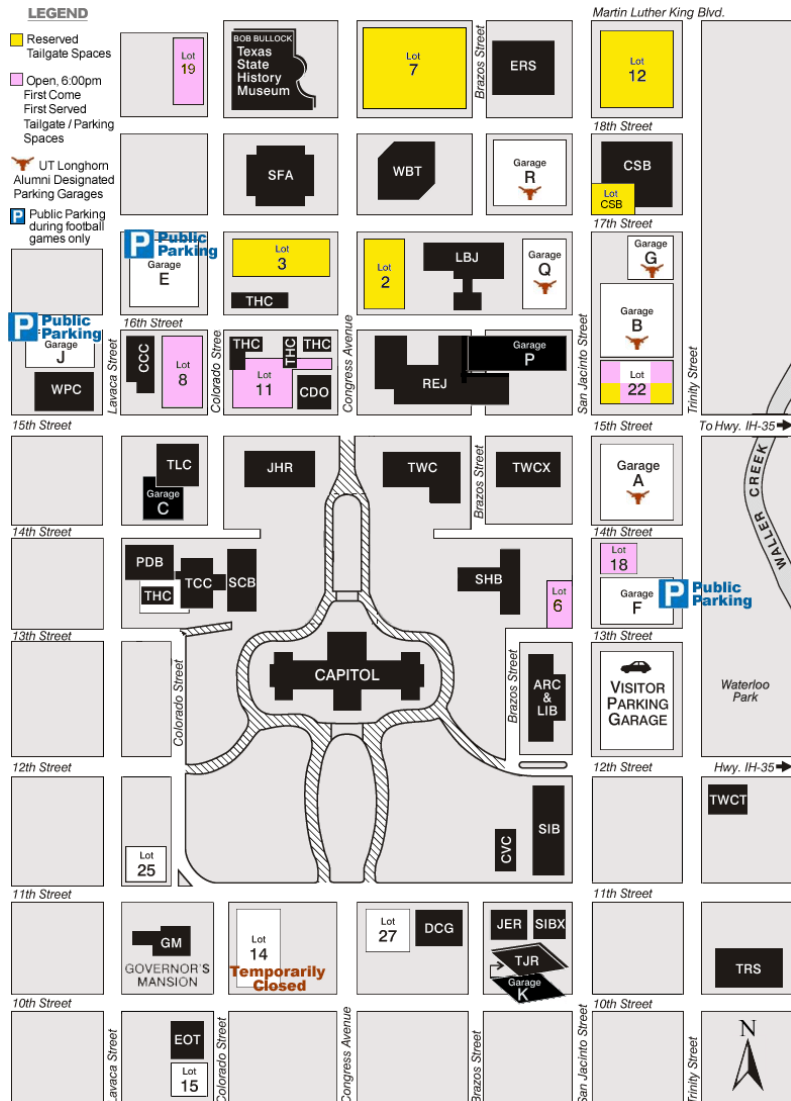 LEGEND
Reserved
Tailgate Spaces
Open, 6:00pm
First Come
First Served
Tailgate / Parking
Spaces
UT Longhorn
Alumni Designated
Parking Garages
P Public Parking
during football
games only
Martin Luther King Blvd.
Lot
19
BOB BULLOCK
Texas
State
History
Museum
Lot
7
Brazos Street
ERS
Lot
12
18th Street
SFA
WBT
Garage
R
CSB
Lot
CSB
17th Street
P Public
Parking
Garage
E
Lot
3
THC
Lot
2
LBJ
Garage
Q
Garage
G
Garage
B
16th Street
P Public
Parking
Garage
J
WPC
Lavaca Street
CCC
Lot
8
Colorado Stree
THC
THC
THC
Lot
11
CDO
Congress Avenue
REJ
Garage
P
San Jacinto Street
Lot
22
Trinity Street
15th Street
15th Street
To Hwy. IH-35
TLC
Garage
C
JHR
TWC
Brazos Street
TWCX
Garage
A
WALLER CREEK
14th Street
14th Street
PDB
THC
TCC
SCB
SHB
Lot
6
Lot
18
Garage
F
P Public
Parking
13th Street
13th Street
Colorado Street
CAPITOL
Brazos Street
ARC
&
LIB
VISITOR
PARKING
GARAGE
Waterloo
Park
12th Street
12th Street
Hwy. IH-35
Lot
25
CVC
SIB
TWCT
11th Street
11th Street
GM
GOVERNOR'S
MANSION
Lot
14
Temporarily
Closed
Lot
27
DCG
JER
SIBX
TJR
Garage
K
TRS
10th Street
10th Street
Lavaca Street
EOT
Lot
15
Colorado Street
Congress Avenue
Brazos Street
San Jacinto Street
Trinity Street
N